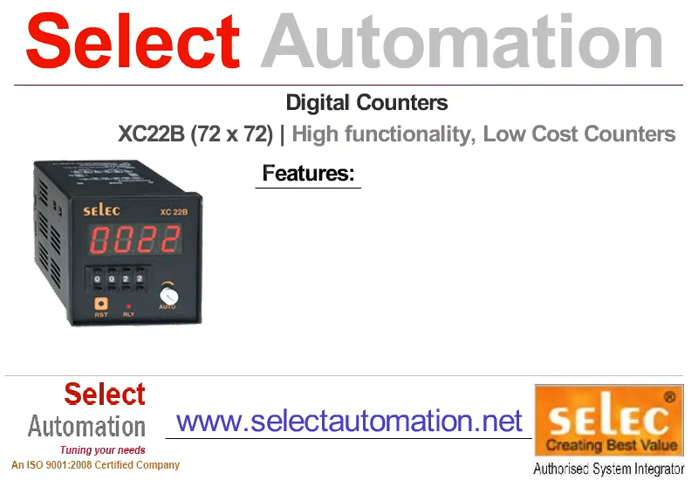 Select Automation
Digital Counters
XC22B (72 x 72) | High functionality, Low Cost Counters
Features:
selec
XC 22B
0022
0 0 2 2
RST
RLY
AUTO
Select
Automation
Tuning your needs
An ISO 9001:2008 Certified Company
www.selectautomation.net
selec®
Creating Best Value
Authorised System Integrator